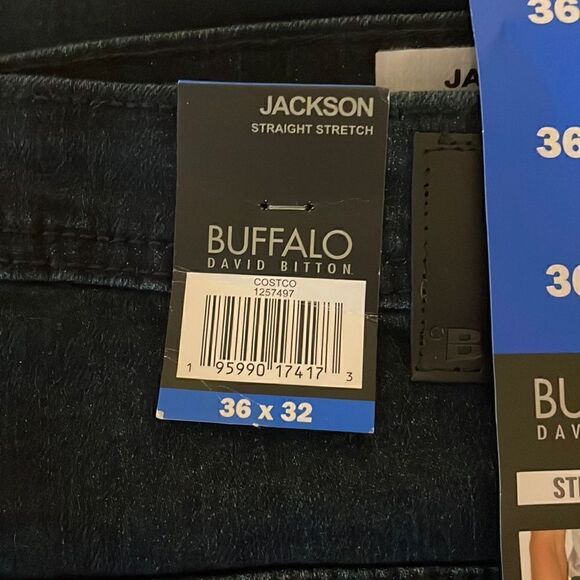 JACKSON
STRAIGHT STRETCH
BUFFALO
DAVID BITTON
COSTCO
1257497
1 95990 17417 3
36 x 32
JA
36
36
36
B
BU
DAV
ST